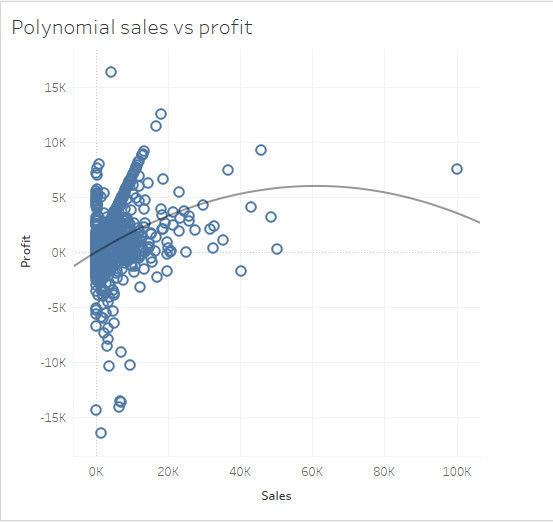 Polynomial sales vs profit
15K
10K
5K
0K
-5K
-10K
-15K
Profit
0K 20K 40K 60K 80K 100K
Sales